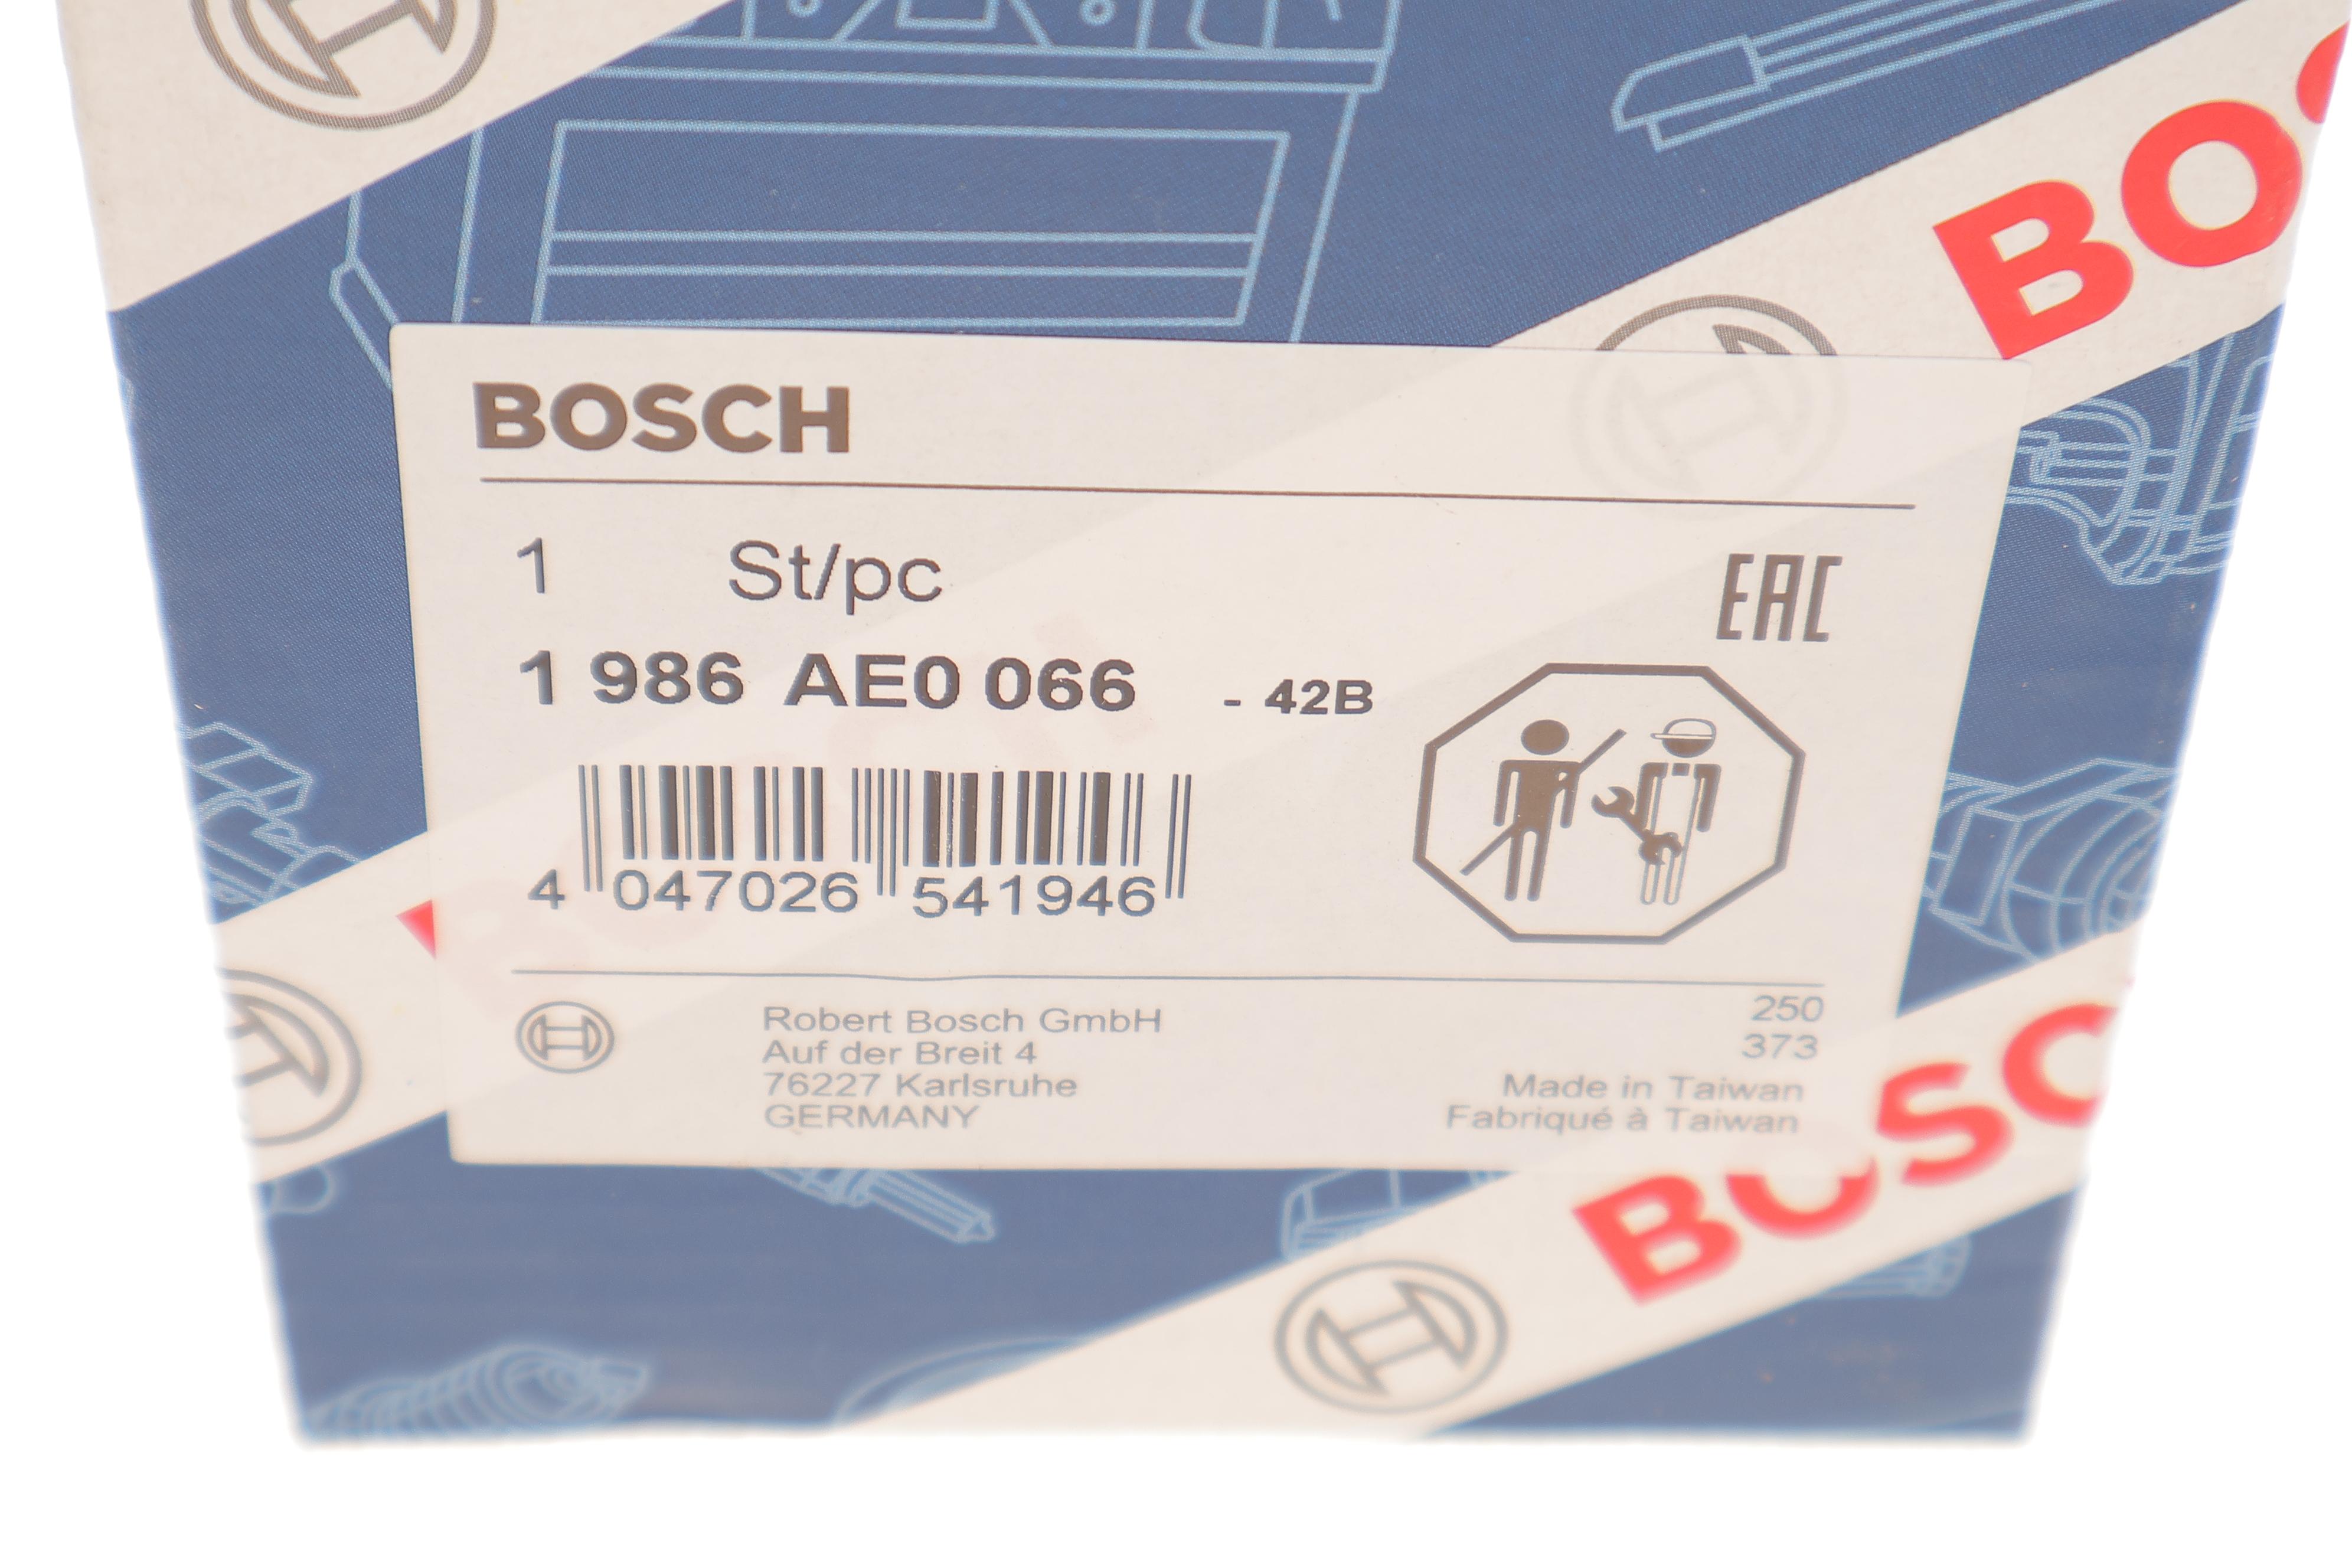 BOSCH
1 St/pc
EAC
1 986 AE0 066 - 42B
4 047026 541946
Robert Bosch GmbH
Auf der Breit 4
76227 Karlsruhe
GERMANY
250
373
Made in Taiwan
Fabriqué à Taiwan
BOS
BOSC